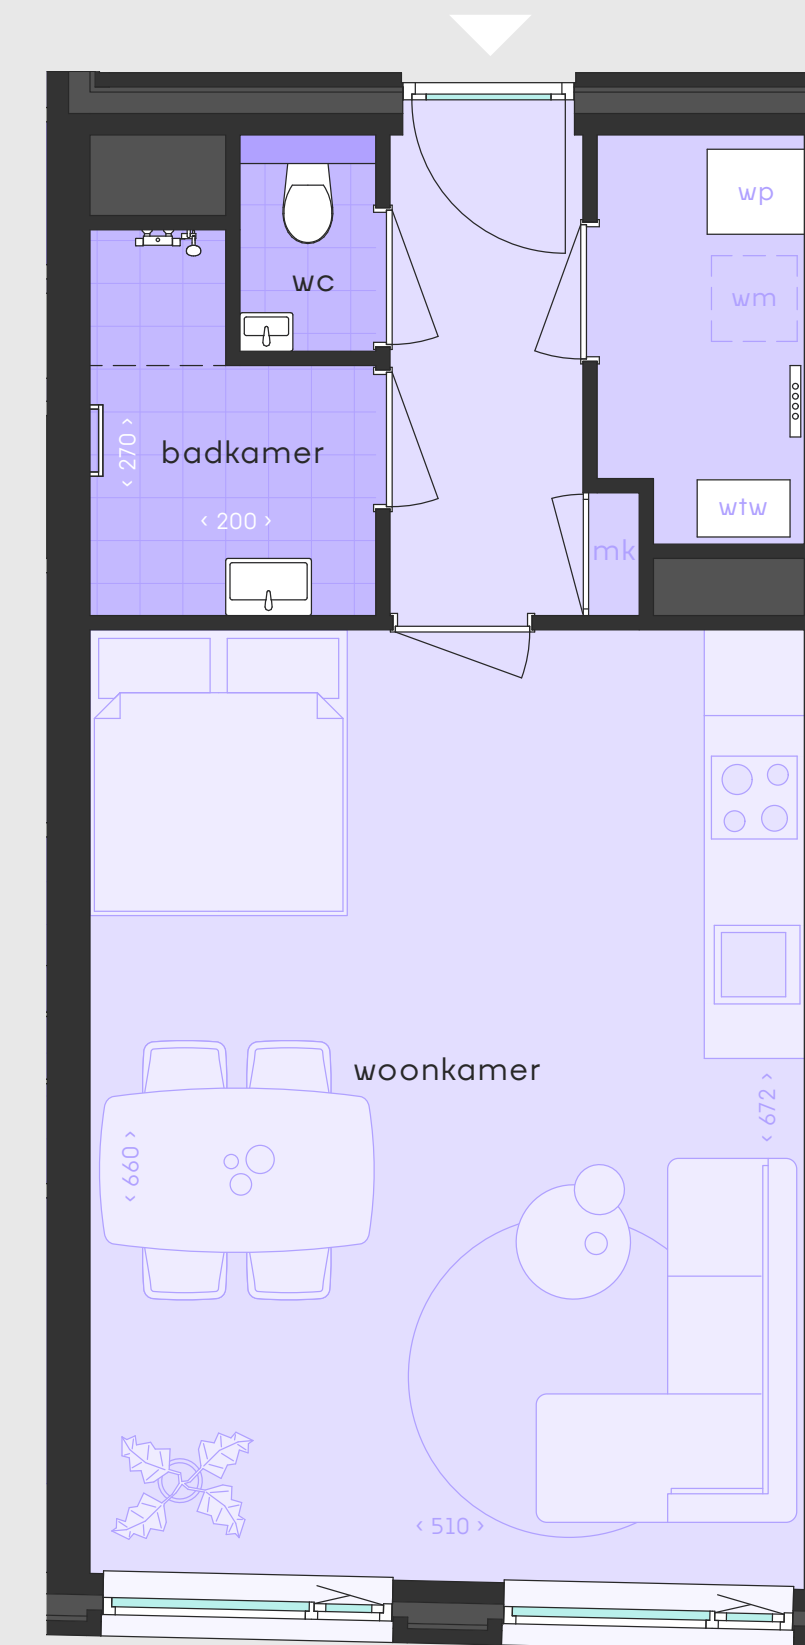 wp
wc
wm
‹ 270 ›
badkamer
wtw
‹ 200 ›
mk
woonkamer
‹ 672 ›
‹ 660 ›
‹ 510 ›